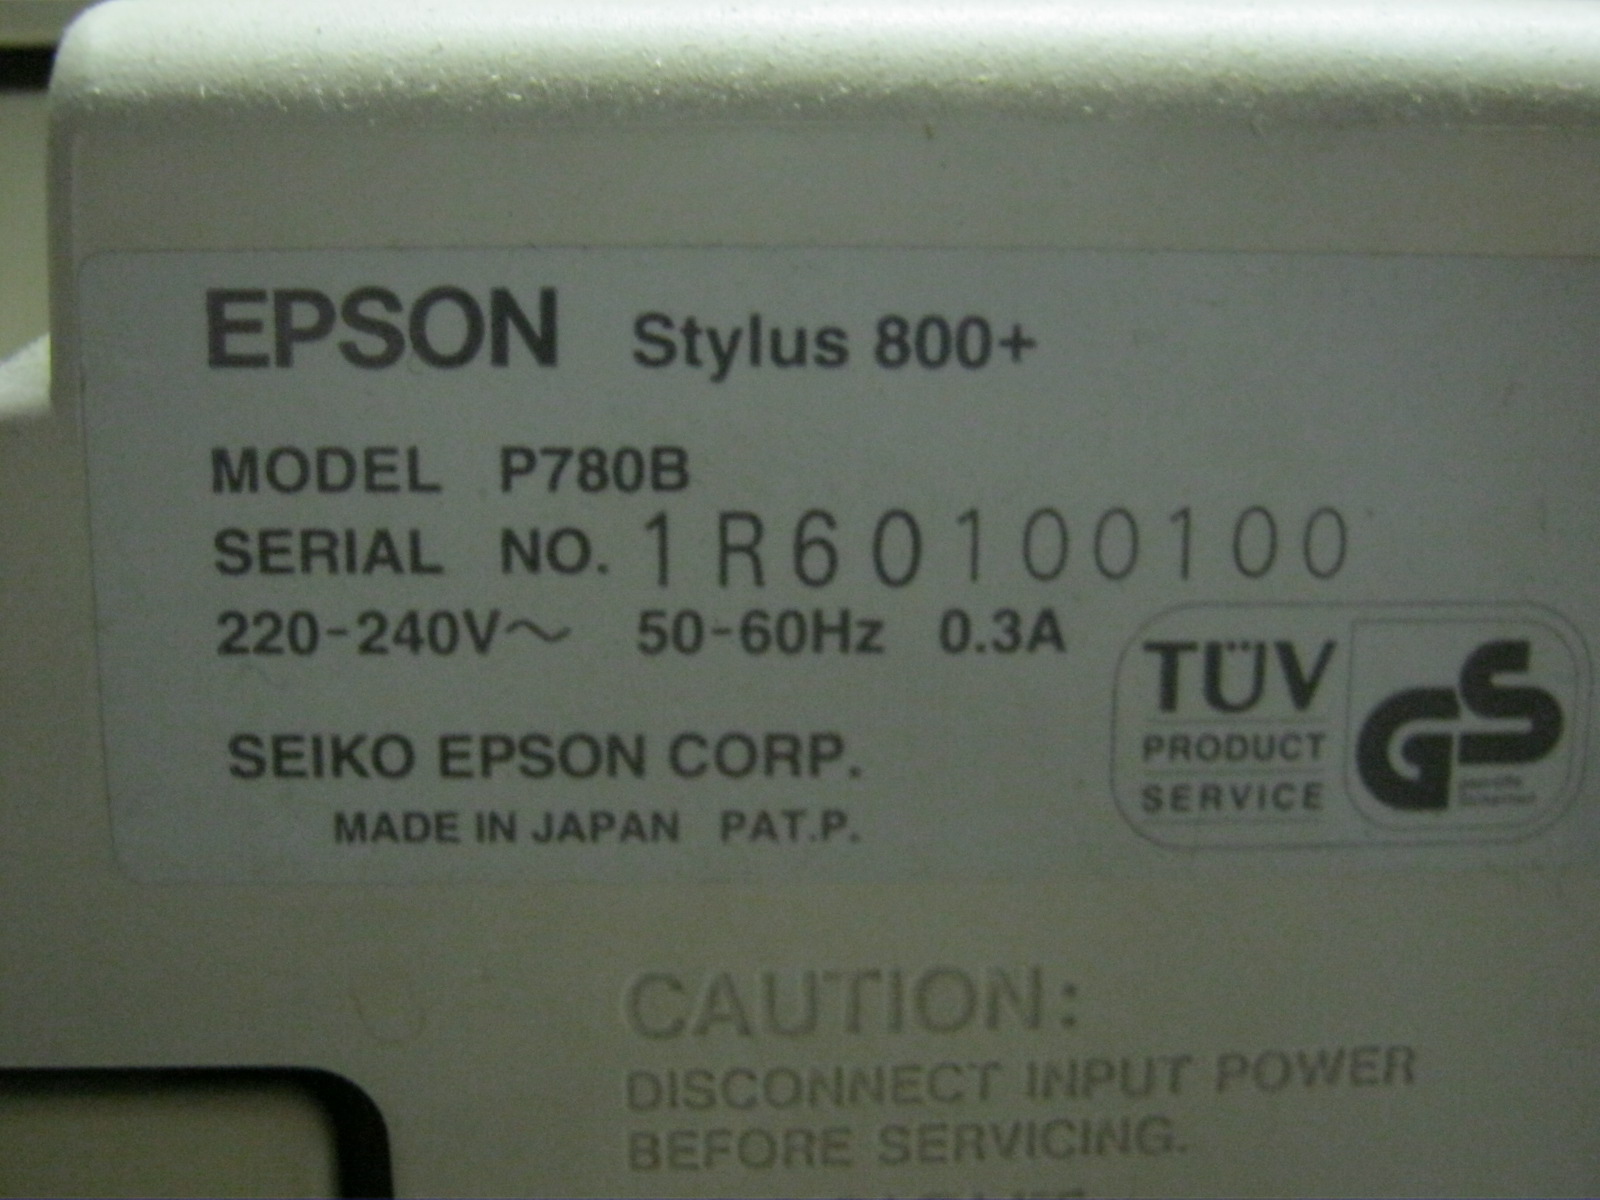 EPSON Stylus 800+
MODEL P780B
SERIAL NO. 1R60100100
220-240V～ 50-60Hz 0.3A
SEIKO EPSON CORP.
MADE IN JAPAN PAT.P.
TÜV
PRODUCT
SERVICE
GS
CAUTION:
DISCONNECT INPUT POWER
BEFORE SERVICING.